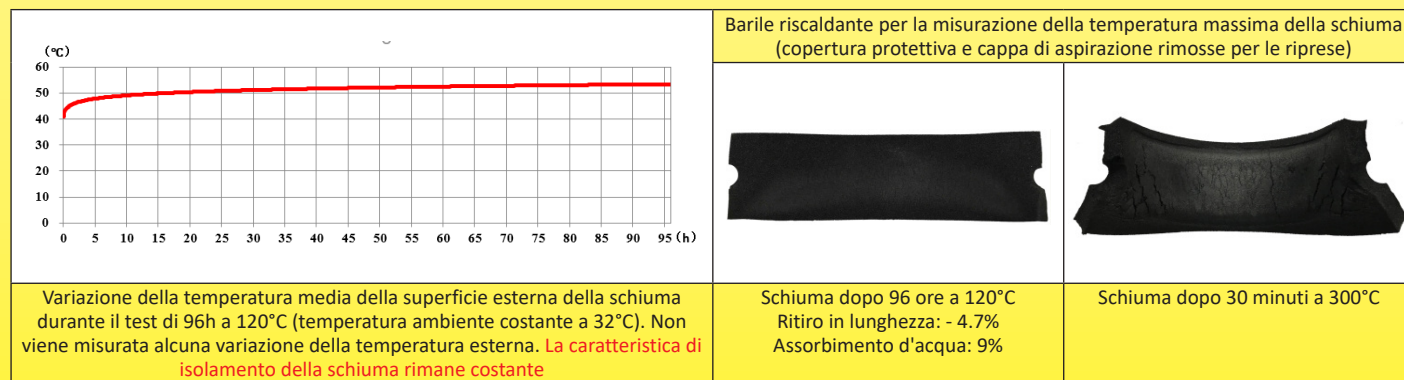 Barile riscaldante per la misurazione della temperatura massima della schiuma
(copertura protettiva e cappa di aspirazione rimosse per le riprese)
(℃)
60
50
40
30
20
10
0
0 5 10 15 20 25 30 35 40 45 50 55 60 65 70 75 80 85 90 95 (h)
Variazione della temperatura media della superficie esterna della schiuma
durante il test di 96h a 120°C (temperatura ambiente costante a 32°C). Non
viene misurata alcuna variazione della temperatura esterna. La caratteristica di
isolamento della schiuma rimane costante
Schiuma dopo 96 ore a 120°C
Ritiro in lunghezza: - 4.7%
Assorbimento d'acqua: 9%
Schiuma dopo 30 minuti a 300°C